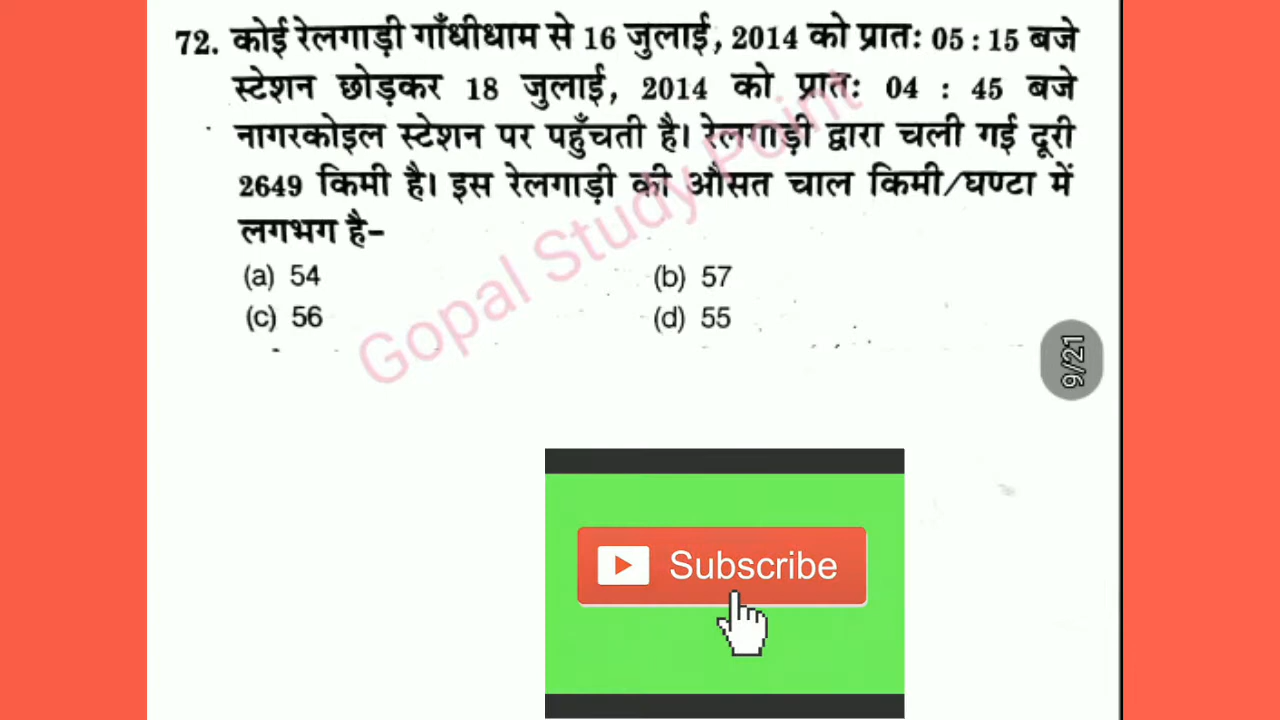 72. कोई रेलगाड़ी गाँधीधाम से 16 जुलाई, 2014 को प्रातः 05 : 15 बजे
स्टेशन छोड़कर 18 जुलाई, 2014 को प्रातः 04 : 45 बजे
नागरकोइल स्टेशन पर पहुँचती है। रेलगाड़ी द्वारा चली गई दूरी
2649 किमी है। इस रेलगाड़ी की औसत चाल किमी/घण्टा में
लगभग है-
(a) 54 (b) 57
(c) 56 (d) 55
Gopal Study Point
9/21
Subscribe